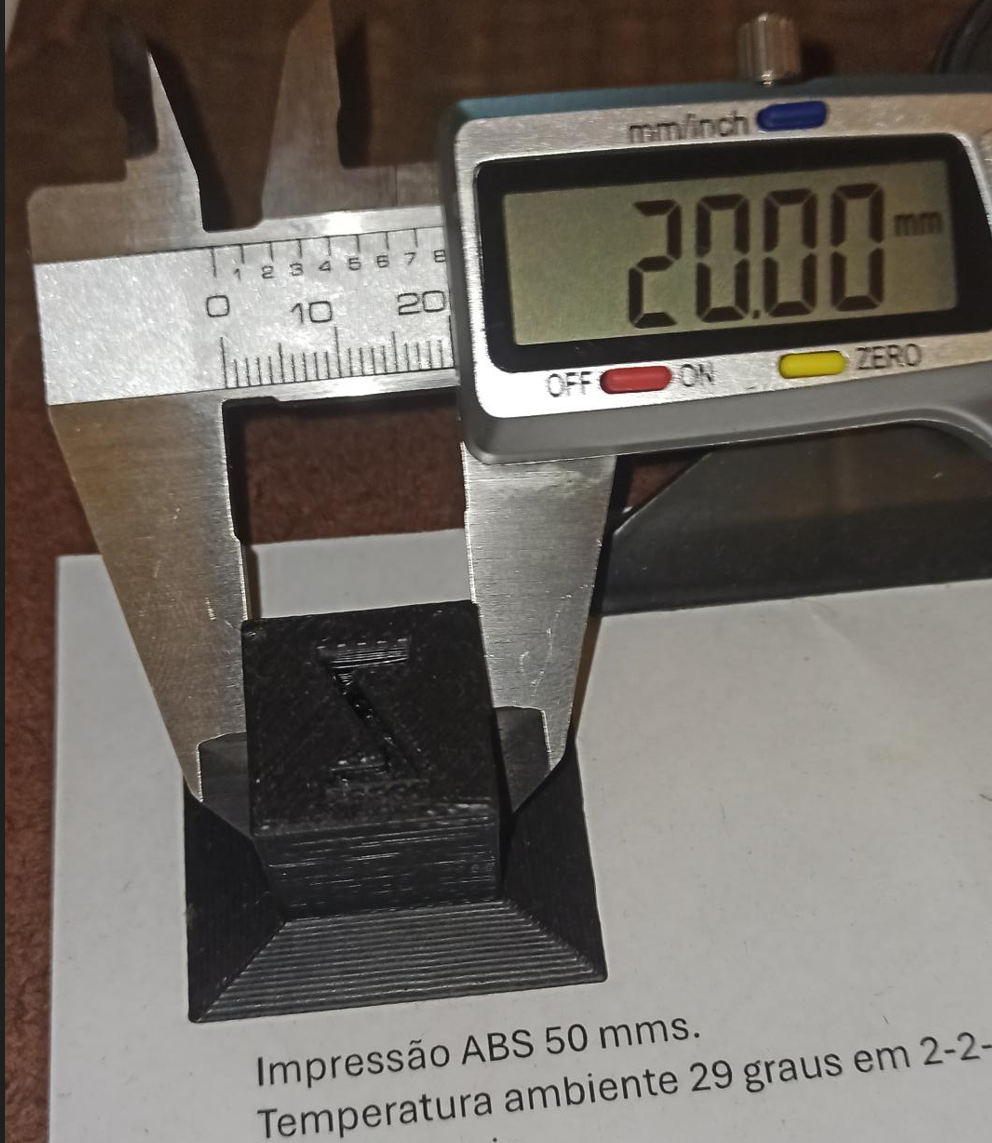 mm/inch
20.00 mm
OFF ON ZERO
1 2 3 4 5 6 7 8
0 10 20
Z
Impressão ABS 50 mms.
Temperatura ambiente 29 graus em 2-2-